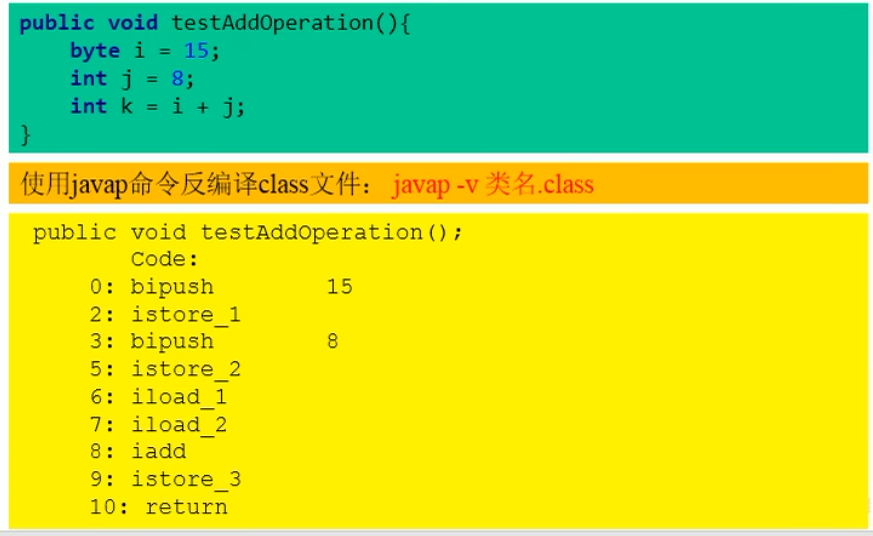 public void testAddOperation(){
    byte i = 15;
    int j = 8;
    int k = i + j;
}
使用javap命令反编译class文件： javap -v 类名.class
public void testAddOperation();
Code:
0: bipush 15
2: istore_1
3: bipush 8
5: istore_2
6: iload_1
7: iload_2
8: iadd
9: istore_3
10: return